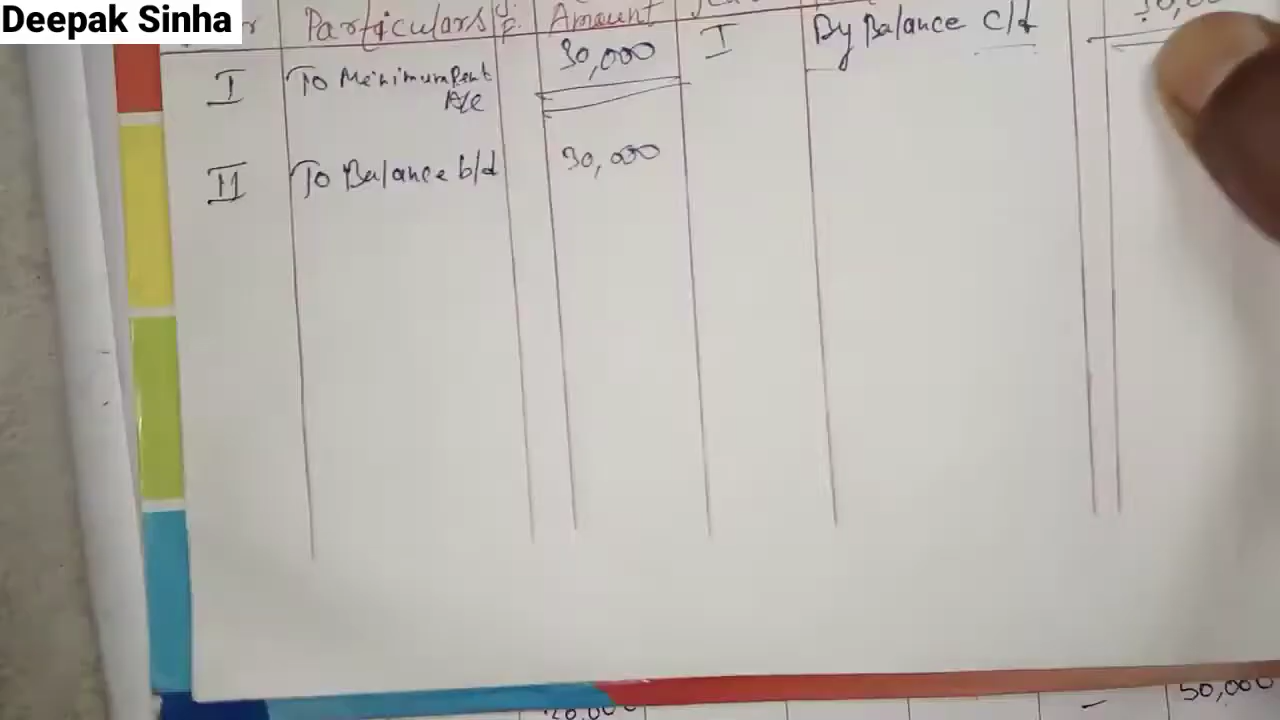 Deepak Sinha
Particulars Amount
I To Minimum Rent A/c 30,000 I By Balance c/d
II To Balance b/d 30,000
50,000